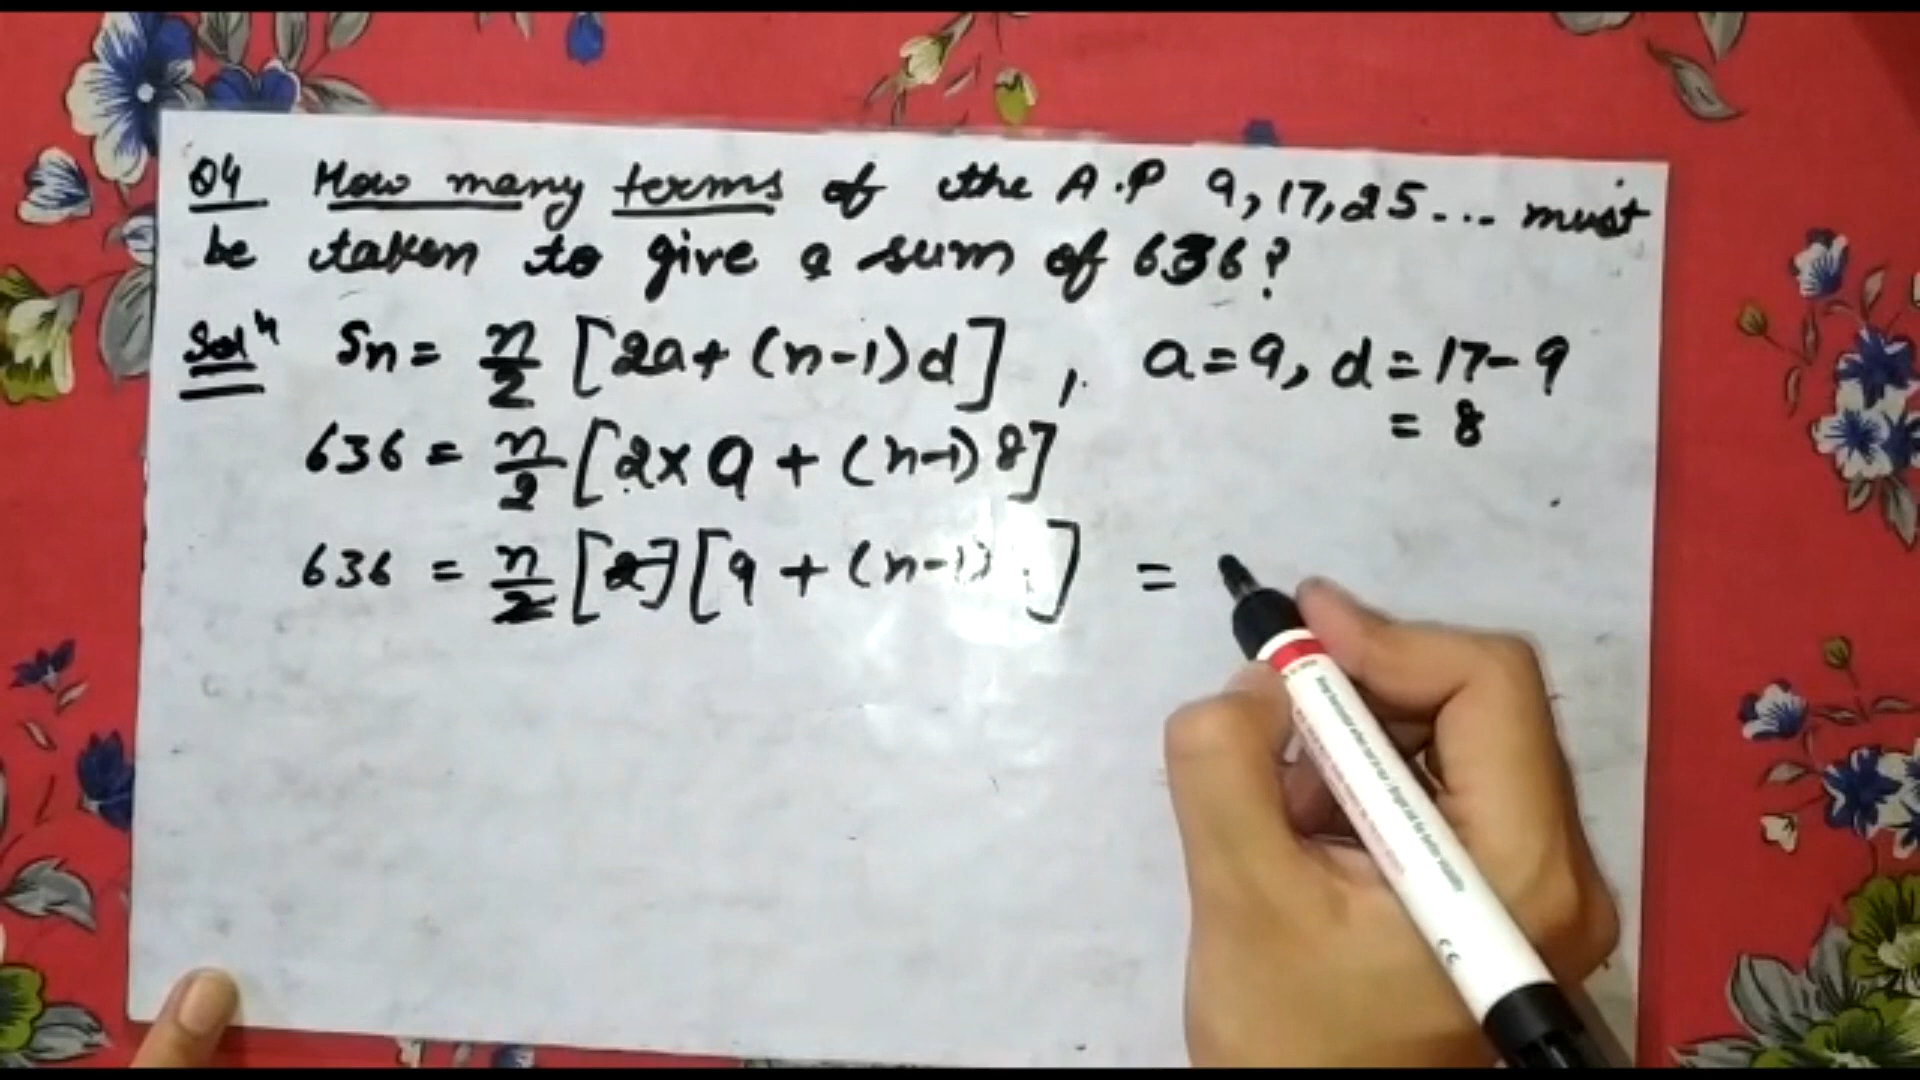 Q4 How many terms of the A.P 9, 17, 25... must
be taken to give a sum of 636?
Solⁿ Sn = n/2 [2a + (n-1)d] , a = 9, d = 17 - 9
= 8
636 = n/2 [2 x 9 + (n-1) 8]
636 = n/2 [2] [9 + (n-1) ] =
C.C.